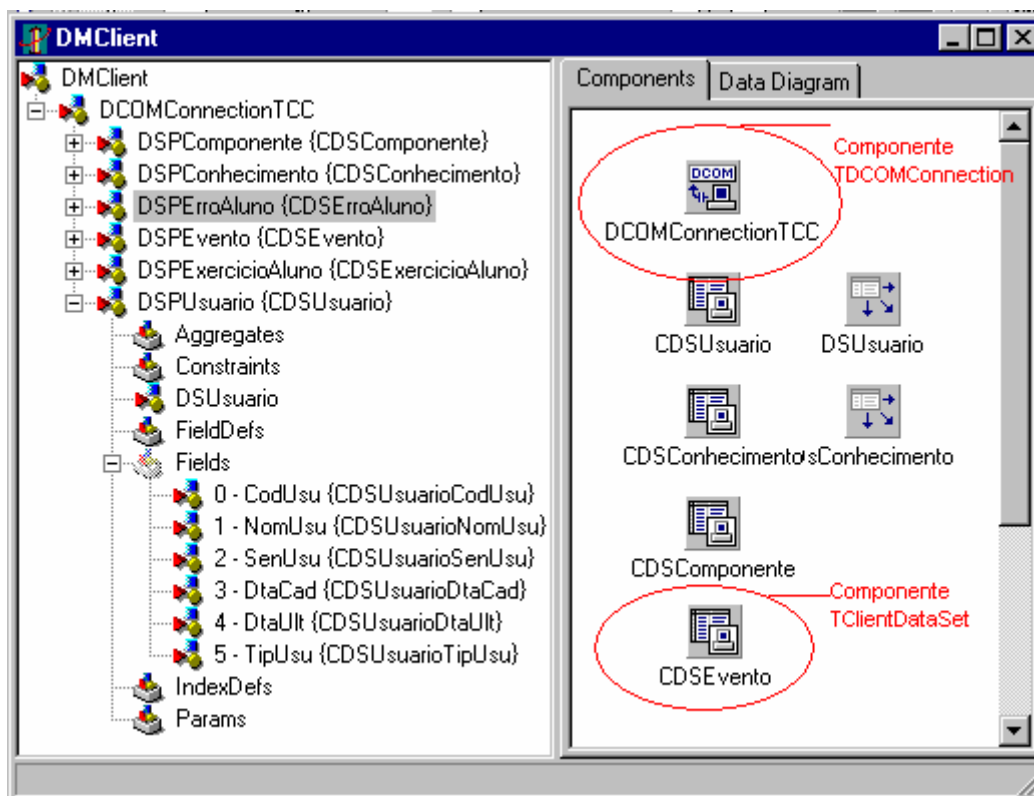 DMClient
DMClient
DCOMConnectionTCC
DSPComponente {CDSComponente}
DSPConhecimento {CDSConhecimento}
DSPErroAluno {CDSErroAluno}
DSPEvento {CDSEvento}
DSPExercicioAluno {CDSExercicioAluno}
DSPUsuario {CDSUsuario}
Aggregates
Constraints
DSUsuario
FieldDefs
Fields
0 - CodUsu {CDSUsuarioCodUsu}
1 - NomUsu {CDSUsuarioNomUsu}
2 - SenUsu {CDSUsuarioSenUsu}
3 - DtaCad {CDSUsuarioDtaCad}
4 - DtaUlt {CDSUsuarioDtaUlt}
5 - TipUsu {CDSUsuarioTipUsu}
IndexDefs
Params
Components
Data Diagram
Componente
TDCOMConnection
DCOM
DCOMConnectionTCC
CDSUsuario
DSUsuario
CDSConhecimento
sConhecimento
CDSComponente
Componente
TClientDataSet
CDSEvento